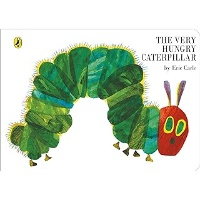 THE VERY
HUNGRY
CATERPILLAR
by Eric Carle